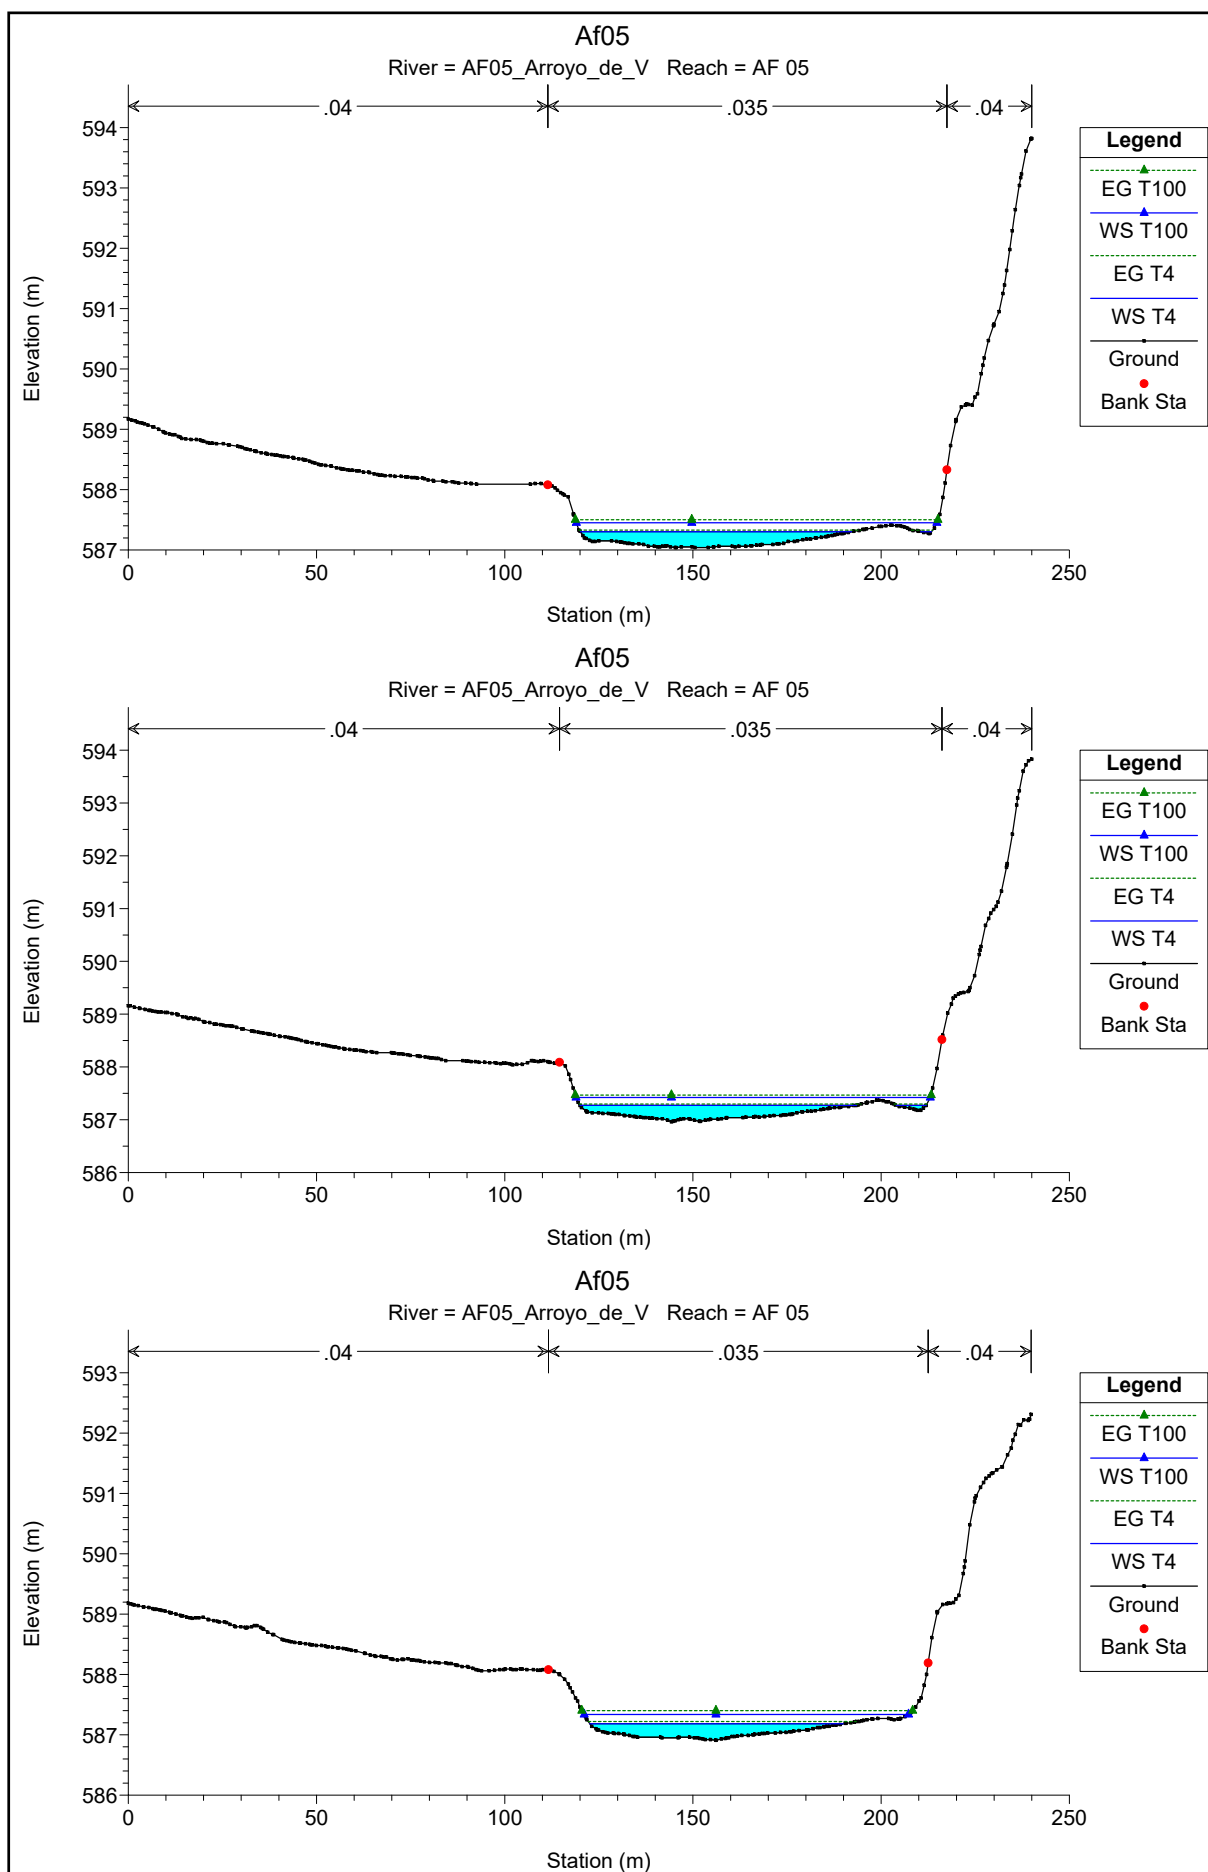 Af05
River = AF05_Arroyo_de_V Reach = AF 05
.04 .035 .04
594
593
592
591
590
589
588
587
0 50 100 150 200 250
Station (m)
Elevation (m)
Legend
EG T100
WS T100
EG T4
WS T4
Ground
Bank Sta
Af05
River = AF05_Arroyo_de_V Reach = AF 05
.04 .035 .04
594
593
592
591
590
589
588
587
586
0 50 100 150 200 250
Station (m)
Elevation (m)
Legend
EG T100
WS T100
EG T4
WS T4
Ground
Bank Sta
Af05
River = AF05_Arroyo_de_V Reach = AF 05
.04 .035 .04
593
592
591
590
589
588
587
586
0 50 100 150 200 250
Station (m)
Elevation (m)
Legend
EG T100
WS T100
EG T4
WS T4
Ground
Bank Sta